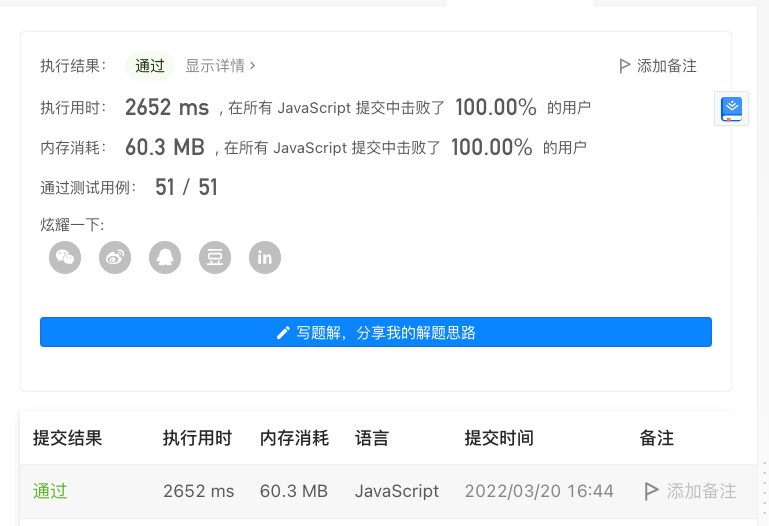 执行结果： 通过 显示详情 > 添加备注
执行用时： 2652 ms , 在所有 JavaScript 提交中击败了 100.00% 的用户
内存消耗： 60.3 MB , 在所有 JavaScript 提交中击败了 100.00% 的用户
通过测试用例： 51 / 51
炫耀一下:
豆 in
写题解，分享我的解题思路
提交结果 执行用时 内存消耗 语言 提交时间 备注
通过 2652 ms 60.3 MB JavaScript 2022/03/20 16:44 添加备注